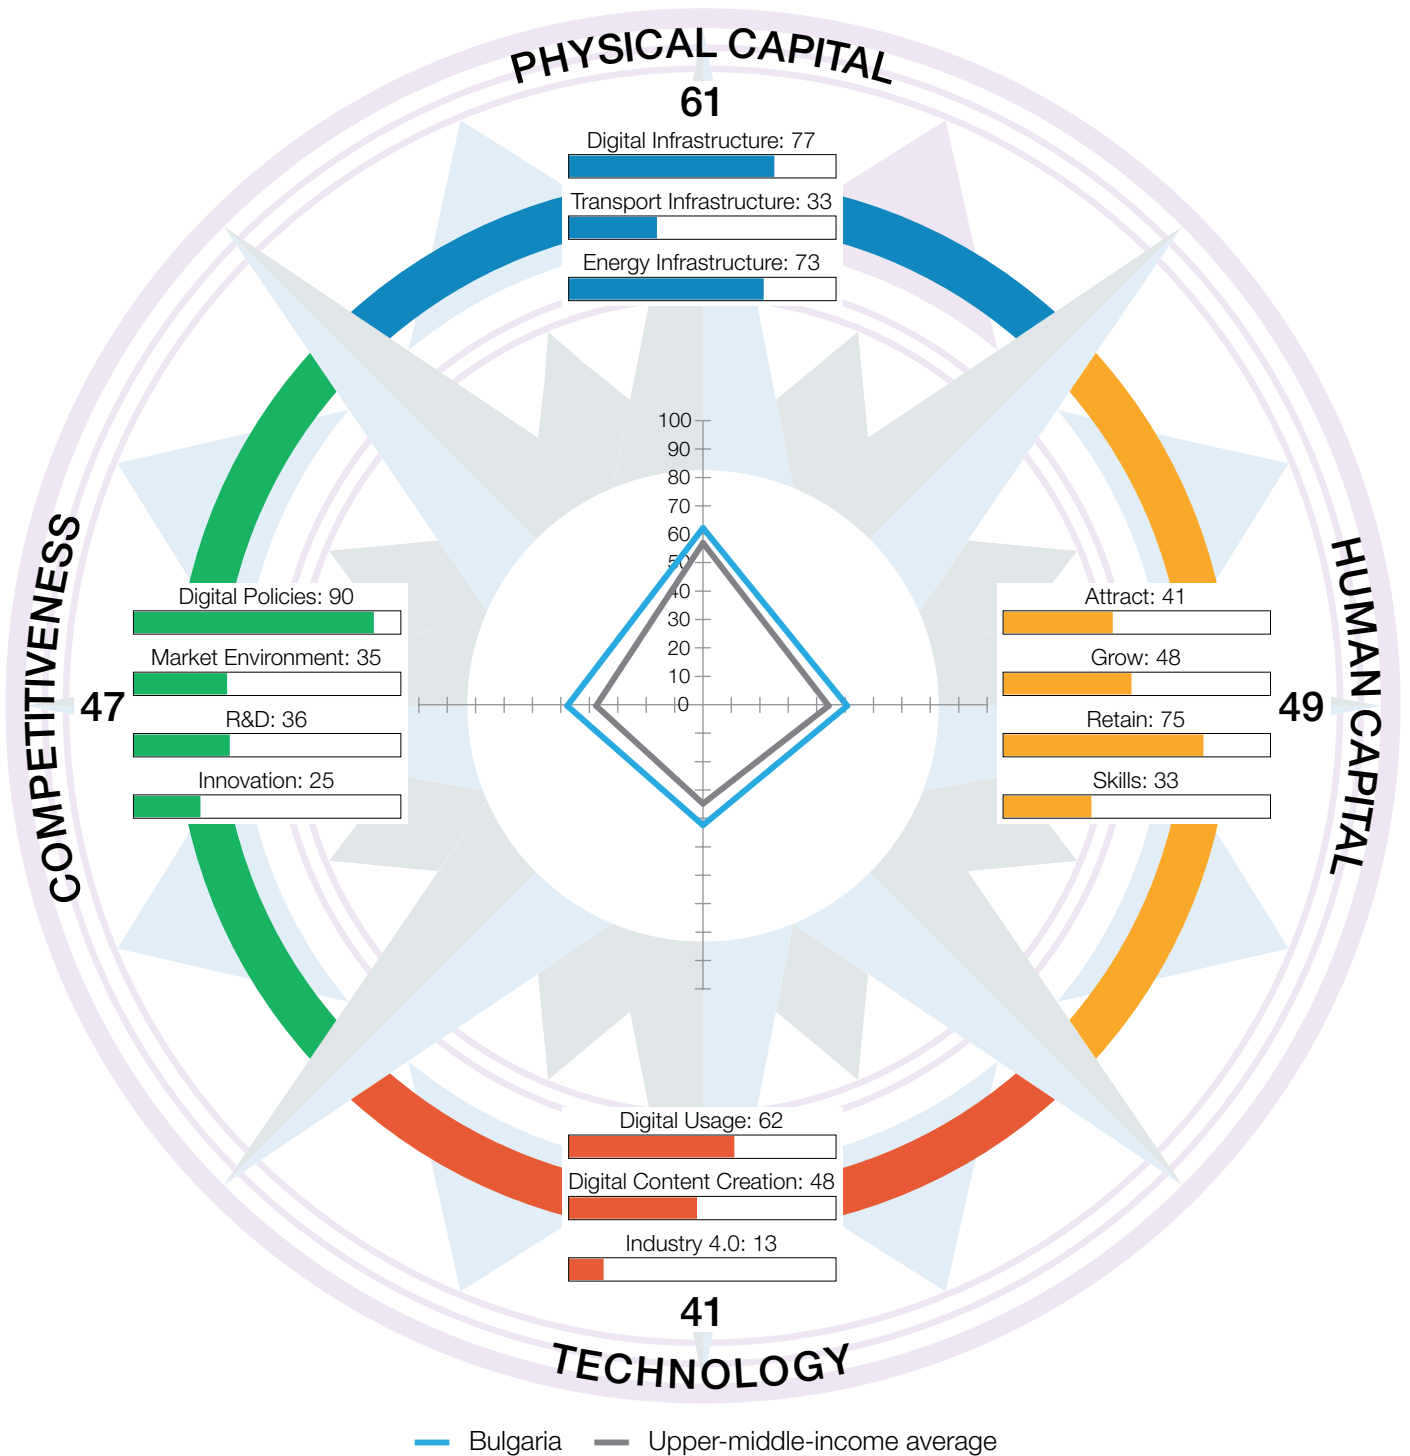 PHYSICAL CAPITAL
61
Digital Infrastructure: 77
Transport Infrastructure: 33
Energy Infrastructure: 73
100
90
80
70
60
50
40
30
20
10
0
COMPETITIVENESS
47
Digital Policies: 90
Market Environment: 35
R&D: 36
Innovation: 25
HUMAN CAPITAL
49
Attract: 41
Grow: 48
Retain: 75
Skills: 33
Digital Usage: 62
Digital Content Creation: 48
Industry 4.0: 13
41
TECHNOLOGY
Bulgaria
Upper-middle-income average